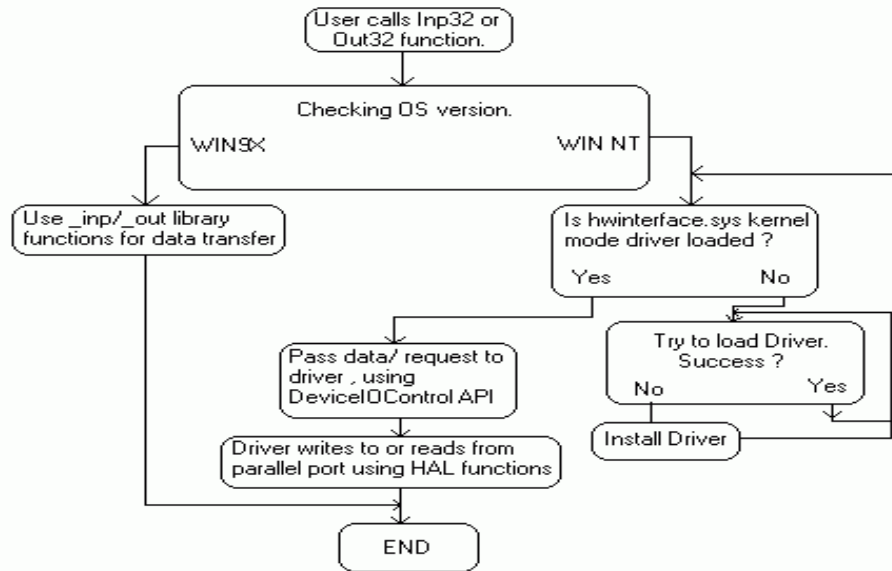 User calls Inp32 or
Out32 function.
Checking OS version.
WIN9X
WIN NT
Use _inp/_out library
functions for data transfer
Is hwinterface.sys kernel
mode driver loaded ?
Yes
No
Try to load Driver.
Success ?
No
Yes
Install Driver
Pass data/ request to
driver , using
DeviceIOControl API
Driver writes to or reads from
parallel port using HAL functions
END